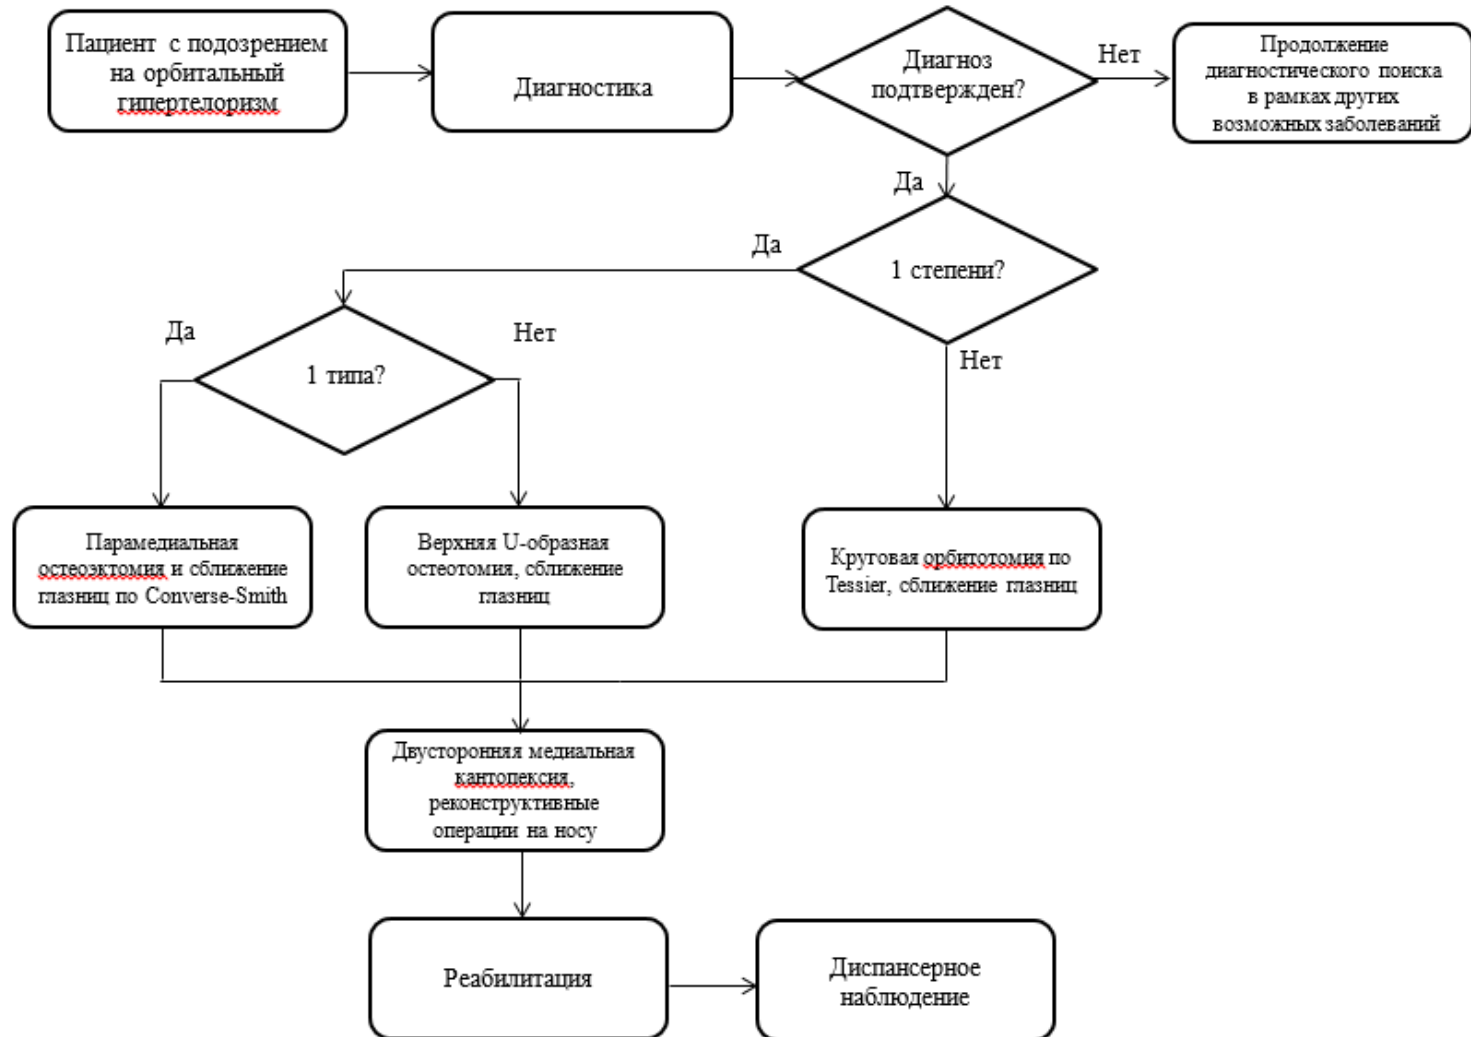 Пациент с подозрением
на орбитальный
гипертелоризм
Диагностика
Диагноз
подтвержден?
Нет
Продолжение
диагностического поиска
в рамках других
возможных заболеваний
Да
1 степени?
Да
Нет
1 типа?
Да
Нет
Парамедиальная
остеоэктомия и сближение
глазниц по Converse-Smith
Верхняя U-образная
остеотомия, сближение
глазниц
Круговая орбитотомия по
Tessier, сближение глазниц
Двусторонняя медиальная
кантопексия,
реконструктивные
операции на носу
Реабилитация
Диспансерное
наблюдение